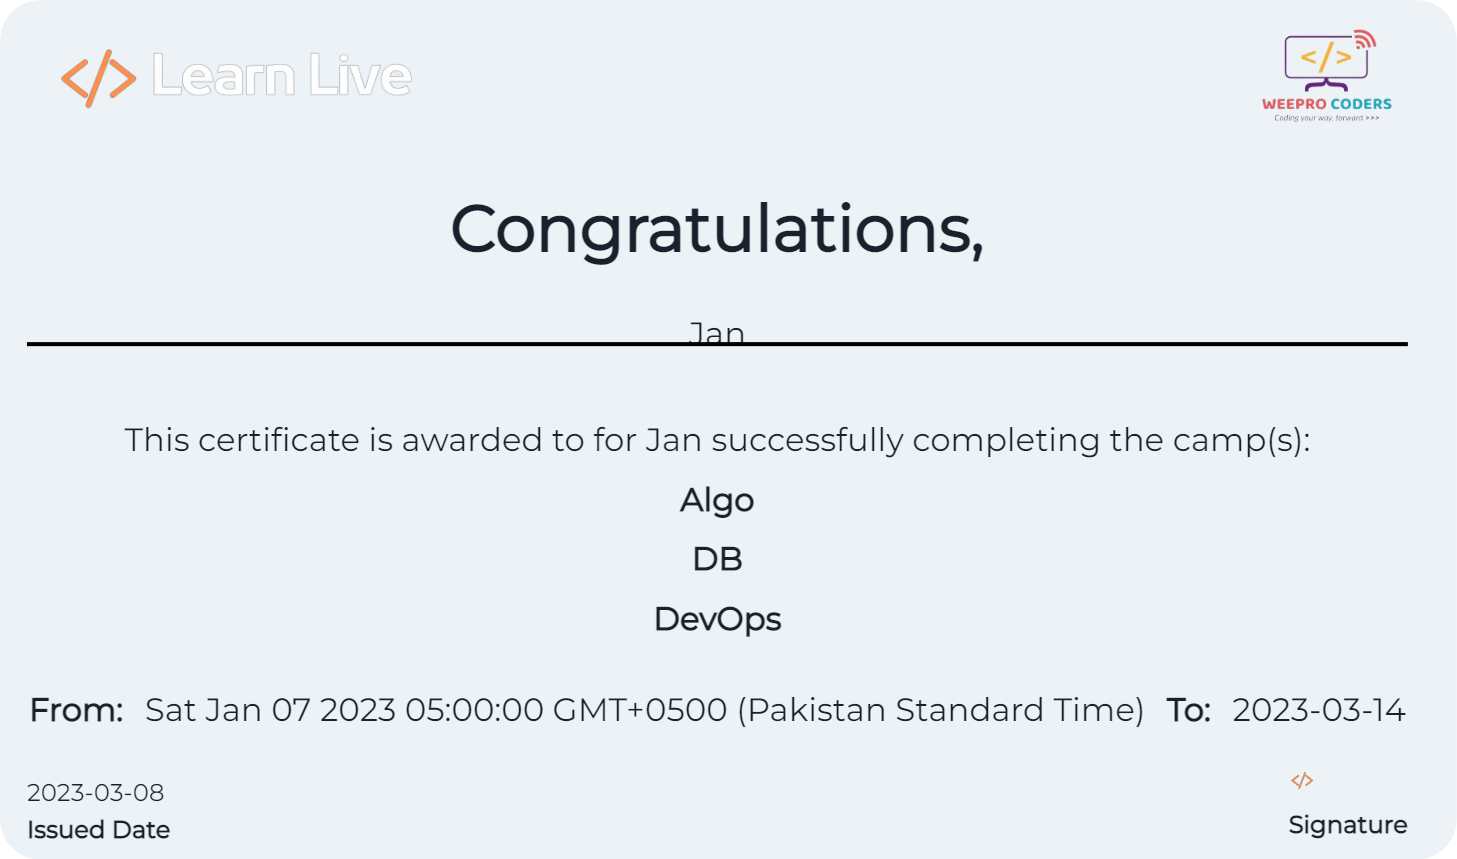 </> Learn Live
</>
WEEPRO CODERS
Coding your way, forward >>>
Congratulations,
Jan
This certificate is awarded to for Jan successfully completing the camp(s):
Algo
DB
DevOps
From: Sat Jan 07 2023 05:00:00 GMT+0500 (Pakistan Standard Time) To: 2023-03-14
2023-03-08
Issued Date
</>
Signature